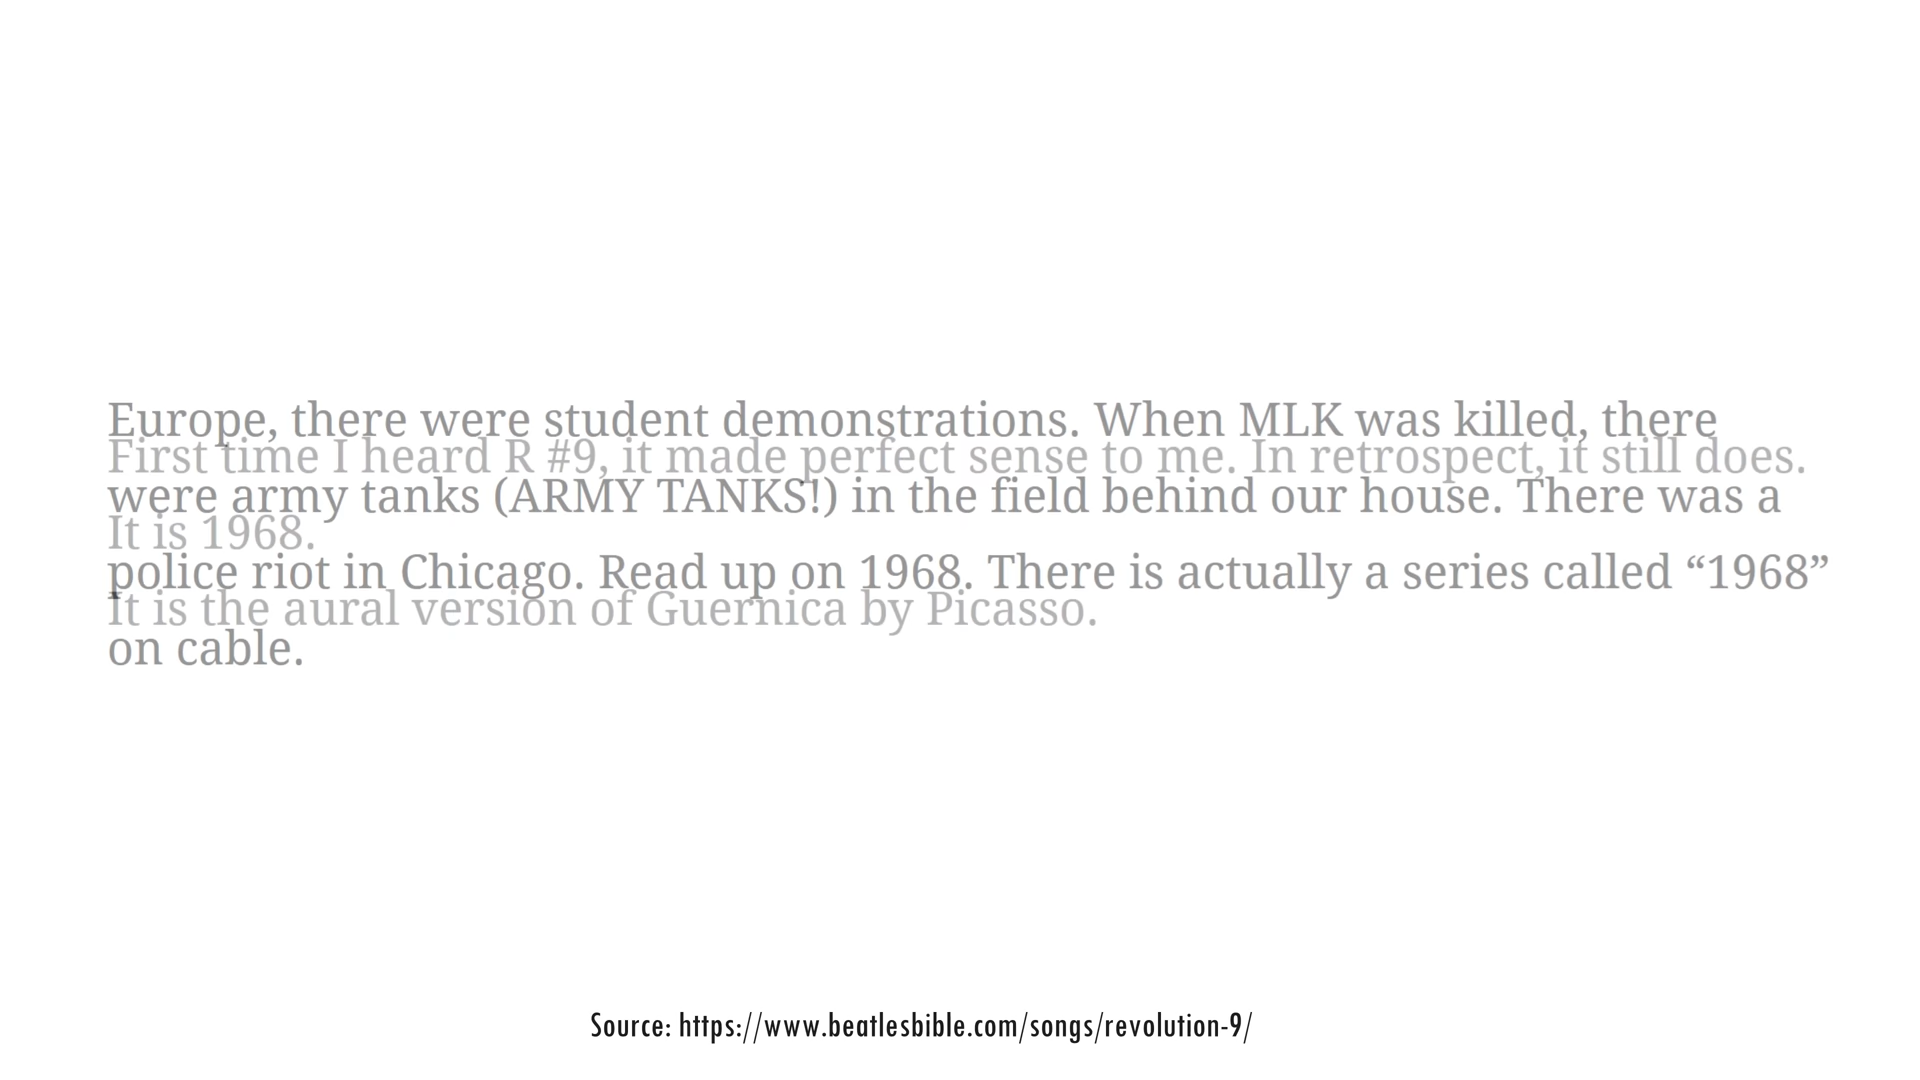 Europe, there were student demonstrations. When MLK was killed, there
First time I heard R #9, it made perfect sense to me. In retrospect, it still does.
were army tanks (ARMY TANKS!) in the field behind our house. There was a
It is 1968.
police riot in Chicago. Read up on 1968. There is actually a series called “1968”
It is the aural version of Guernica by Picasso.
on cable.
Source: https://www.beatlesbible.com/songs/revolution-9/